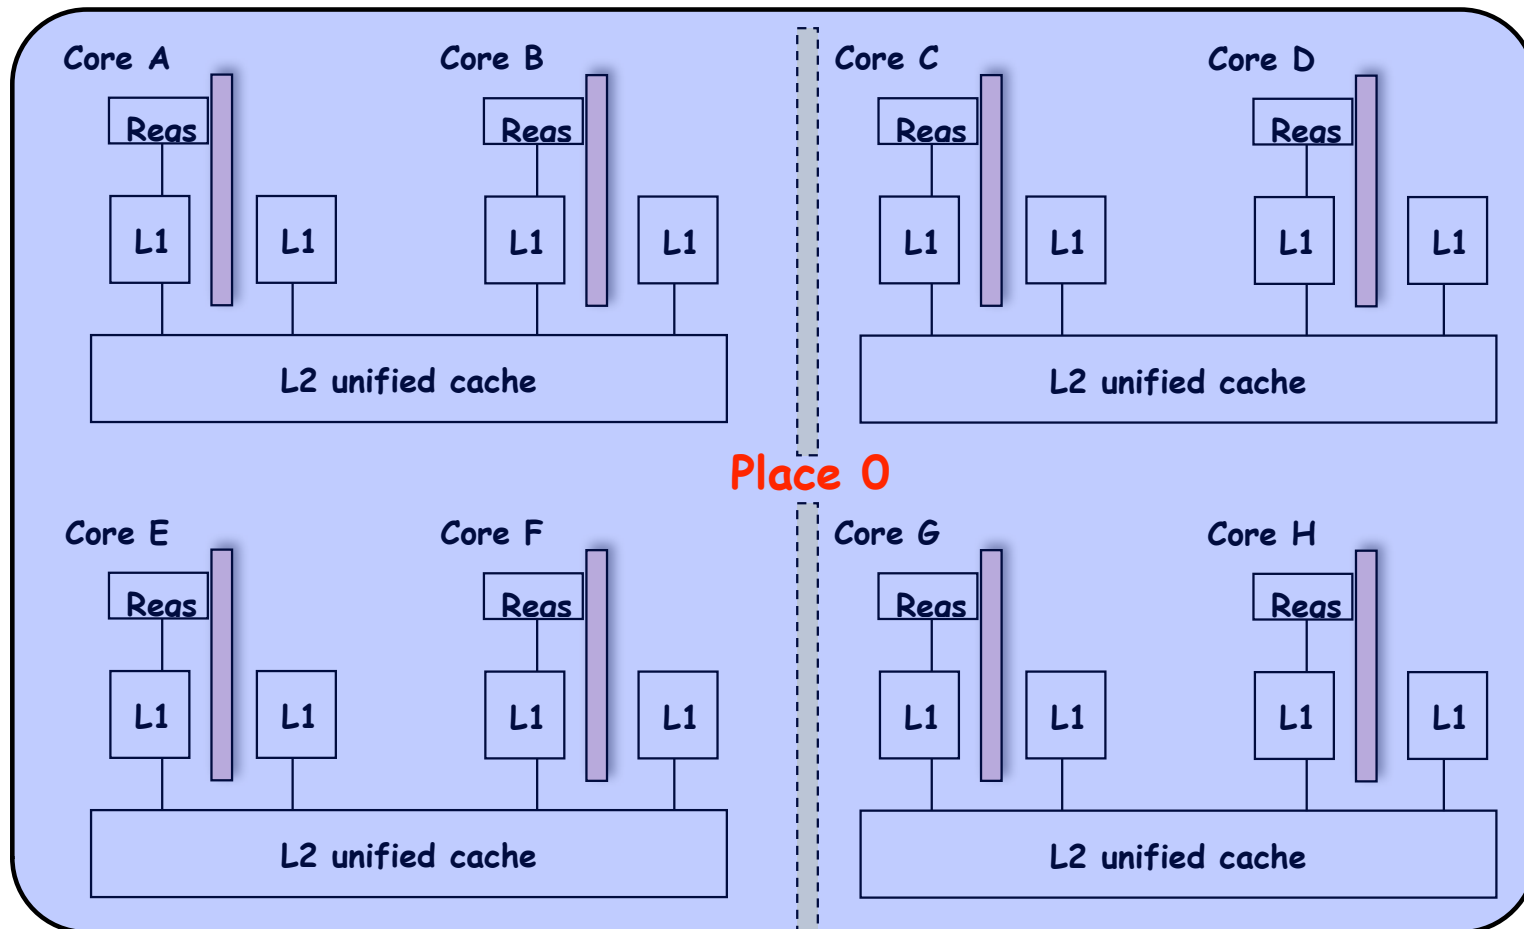 Core A
Core B
Core C
Core D
Regs
Regs
Regs
Regs
L1
L1
L1
L1
L1
L1
L1
L1
L2 unified cache
L2 unified cache
Place 0
Core E
Core F
Core G
Core H
Regs
Regs
Regs
Regs
L1
L1
L1
L1
L1
L1
L1
L1
L2 unified cache
L2 unified cache